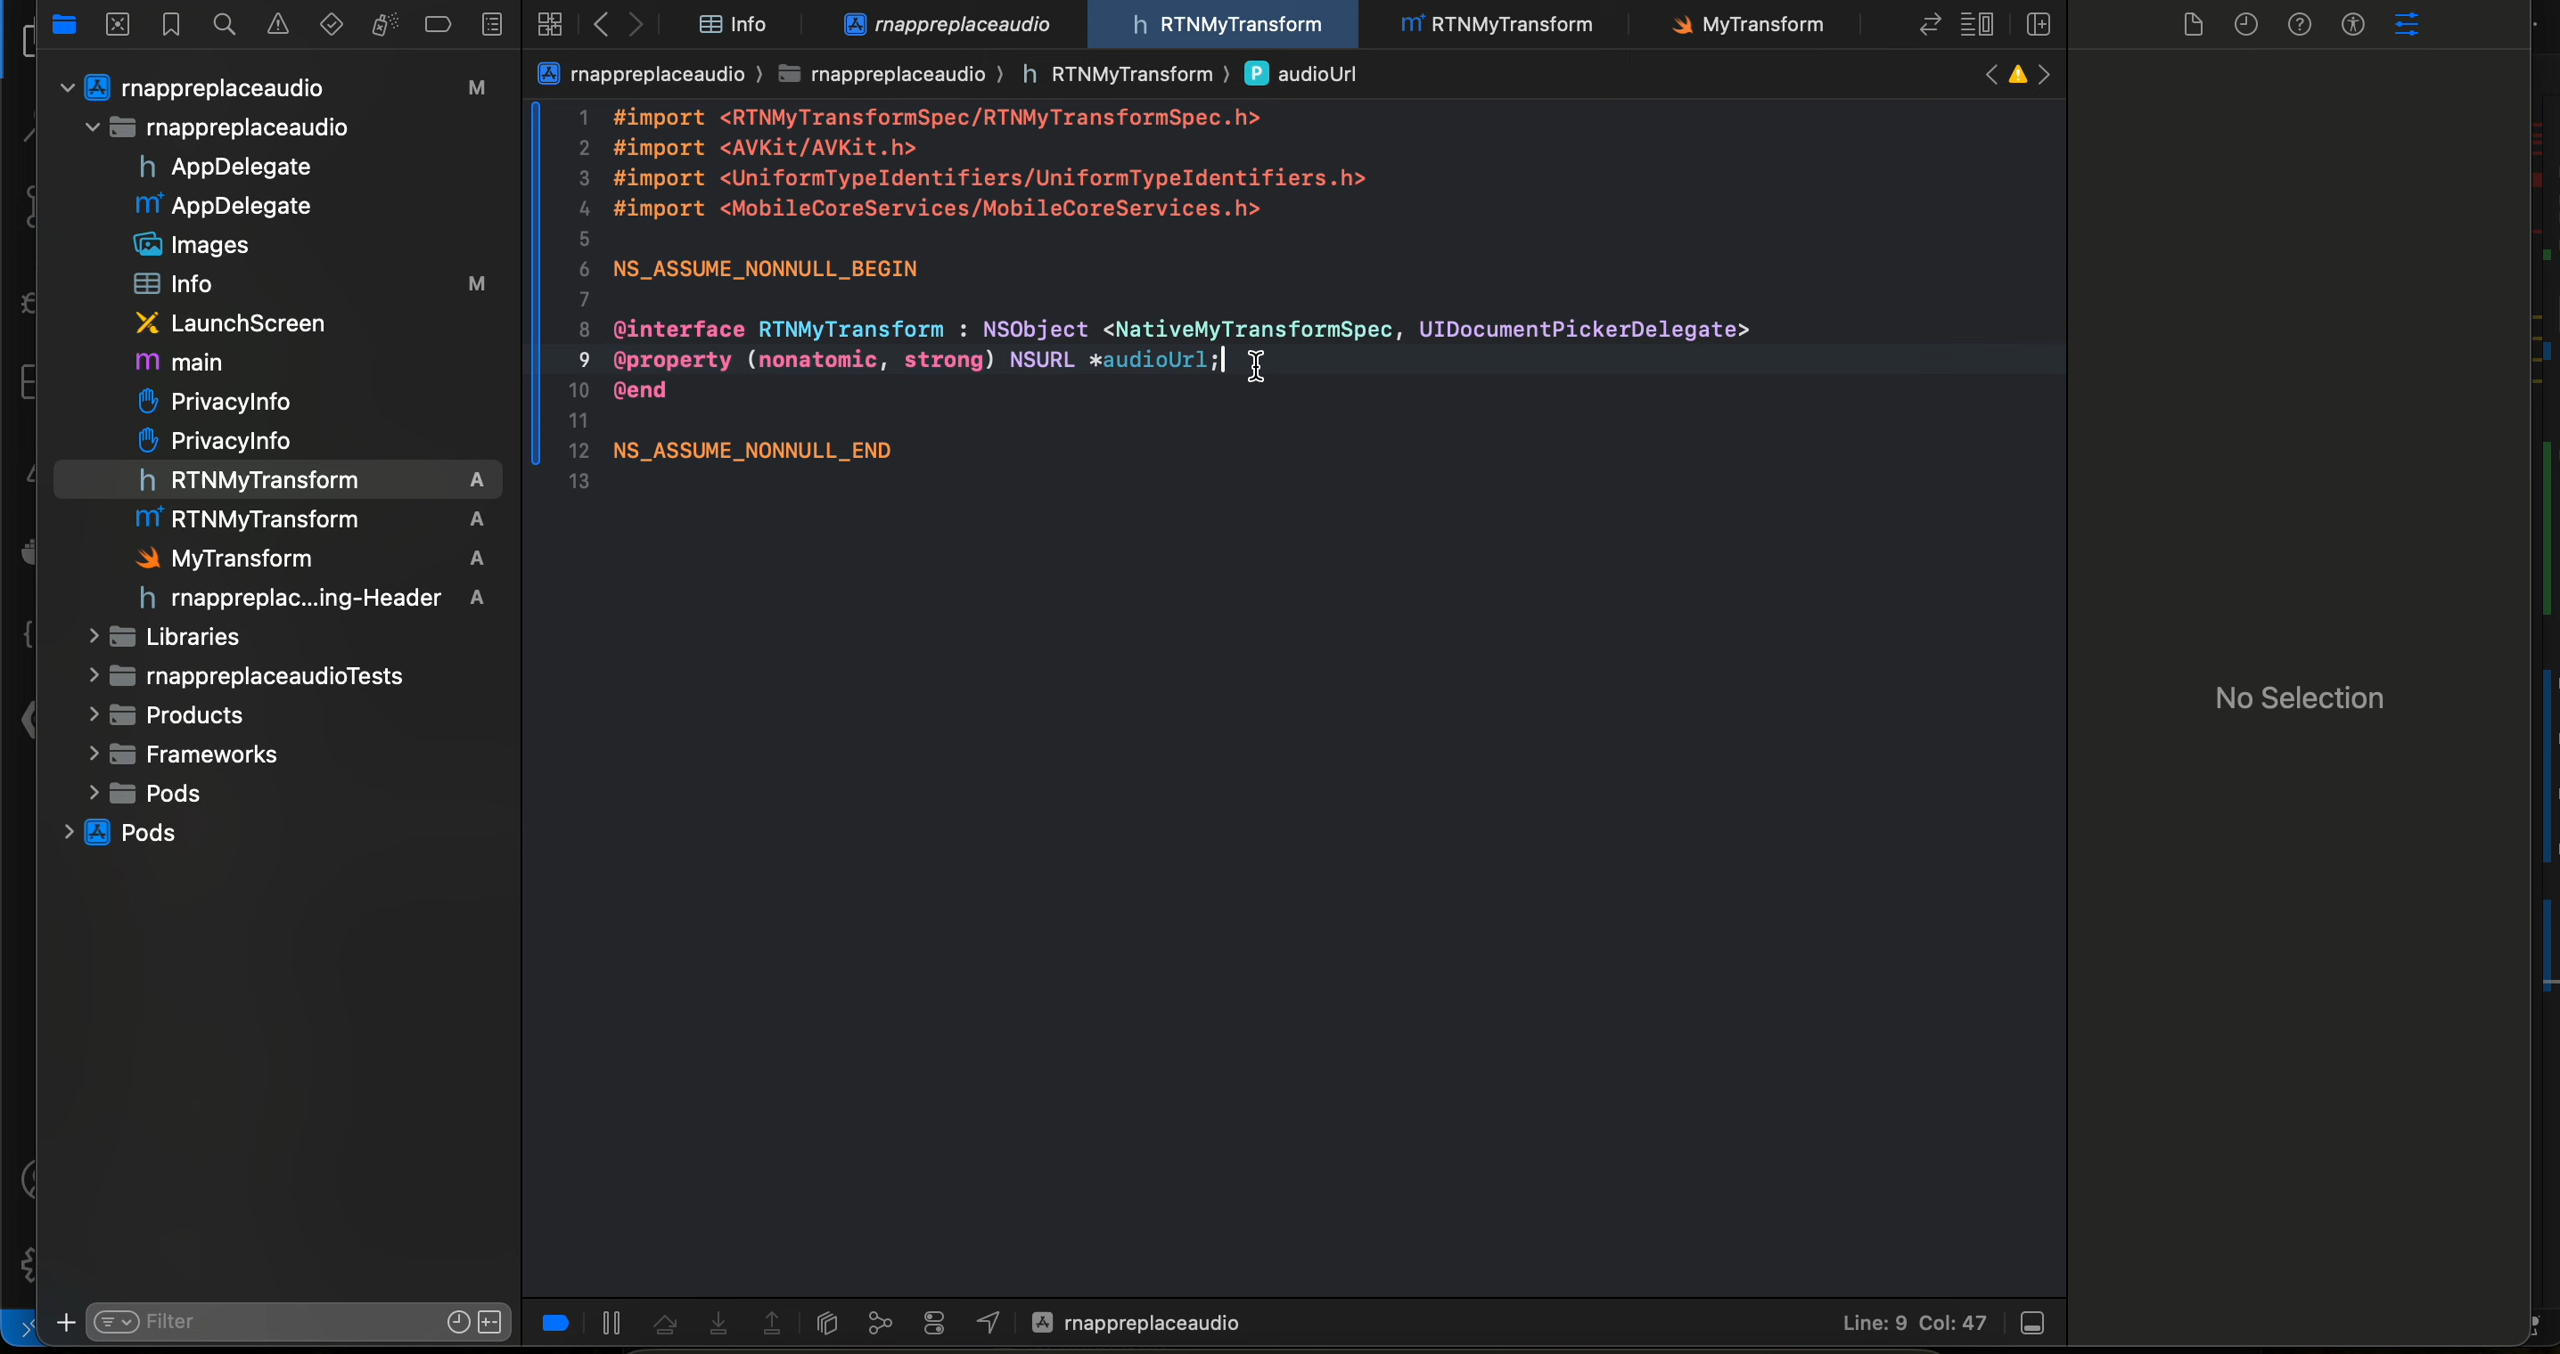 Info
rnappreplaceaudio
h RTNMyTransform
m+ RTNMyTransform
MyTransform
rnappreplaceaudio 〉 rnappreplaceaudio 〉 h RTNMyTransform 〉 P audioUrl
rnappreplaceaudio M
rnappreplaceaudio
h AppDelegate
m+ AppDelegate
Images
Info M
LaunchScreen
m main
PrivacyInfo
PrivacyInfo
h RTNMyTransform A
m+ RTNMyTransform A
MyTransform A
h rnappreplac...ing-Header A
Libraries
rnappreplaceaudioTests
Products
Frameworks
Pods
Pods
Filter
1 #import <RTNMyTransformSpec/RTNMyTransformSpec.h>
2 #import <AVKit/AVKit.h>
3 #import <UniformTypeIdentifiers/UniformTypeIdentifiers.h>
4 #import <MobileCoreServices/MobileCoreServices.h>
5
6 NS_ASSUME_NONNULL_BEGIN
7
8 @interface RTNMyTransform : NSObject <NativeMyTransformSpec, UIDocumentPickerDelegate>
9 @property (nonatomic, strong) NSURL *audioUrl;
10 @end
11
12 NS_ASSUME_NONNULL_END
13
rnappreplaceaudio
Line: 9 Col: 47
No Selection